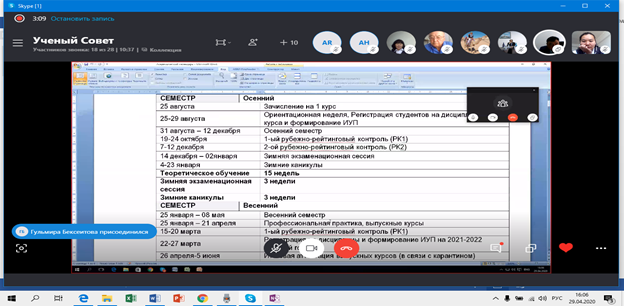 Skype [1]
3:09 Остановить запись
Ученый Совет
Участников звонка: 18 из 28 | 10:37 | Коллекция
+ 10
AR
AH
СЕМЕСТР Осенний
25 августа Зачисление на 1 курс
25-29 августа Ориентационная неделя, Регистрация студентов на
курса и формирование ИУП
31 августа – 12 декабря Осенний семестр
19-24 октября 1-ый рубежно-рейтинговый контроль (РК1)
7-12 декабря 2-ой рубежно-рейтинговый контроль (РК2)
14 декабря – 02января Зимняя экзаменационная сессия
4-23 января Зимние каникулы
Теоретическое обучение 15 недель
Зимняя экзаменационная сессия 3 недели
Зимние каникулы 3 недели
СЕМЕСТР Весенний
25 января – 08 мая Весенний семестр
25 января – 21 апреля Профессиональная практика, выпускные курсы
Гульмира Бексеитова присоединился
15-20 марта 1-ый рубежно-рейтинговый контроль (РК1)
22-27 марта и формирование ИУП на 2021-2022
26 апреля-5 июня выпускных курсов (в связи с карантином)
РУС
16:06
29.04.2020